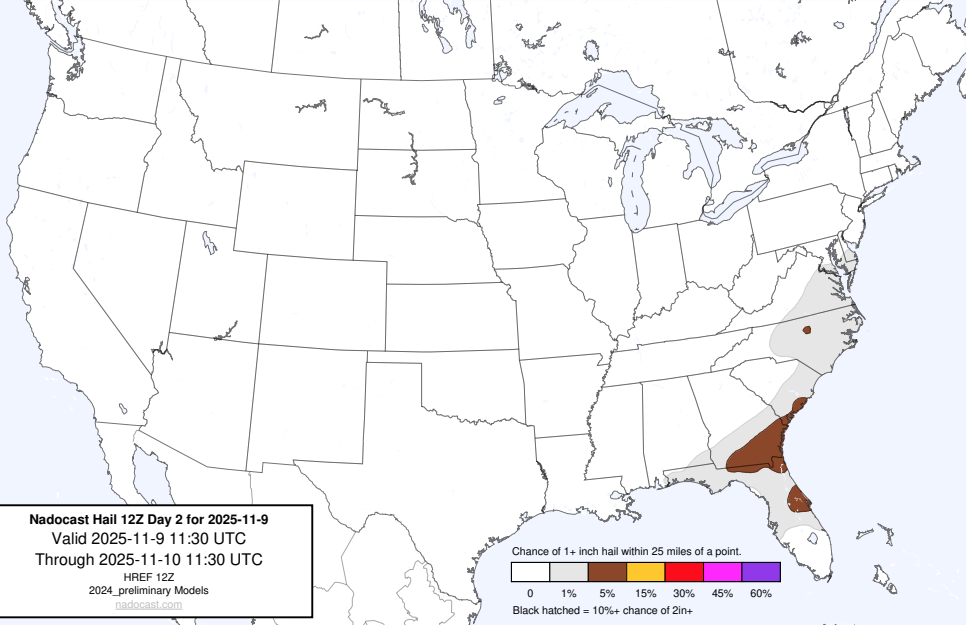 Nadocast Hail 12Z Day 2 for 2025-11-9
Valid 2025-11-9 11:30 UTC
Through 2025-11-10 11:30 UTC
HREF 12Z
2024_preliminary Models
nadocast.com
Chance of 1+ inch hail within 25 miles of a point.
0 1% 5% 15% 30% 45% 60%
Black hatched = 10%+ chance of 2in+